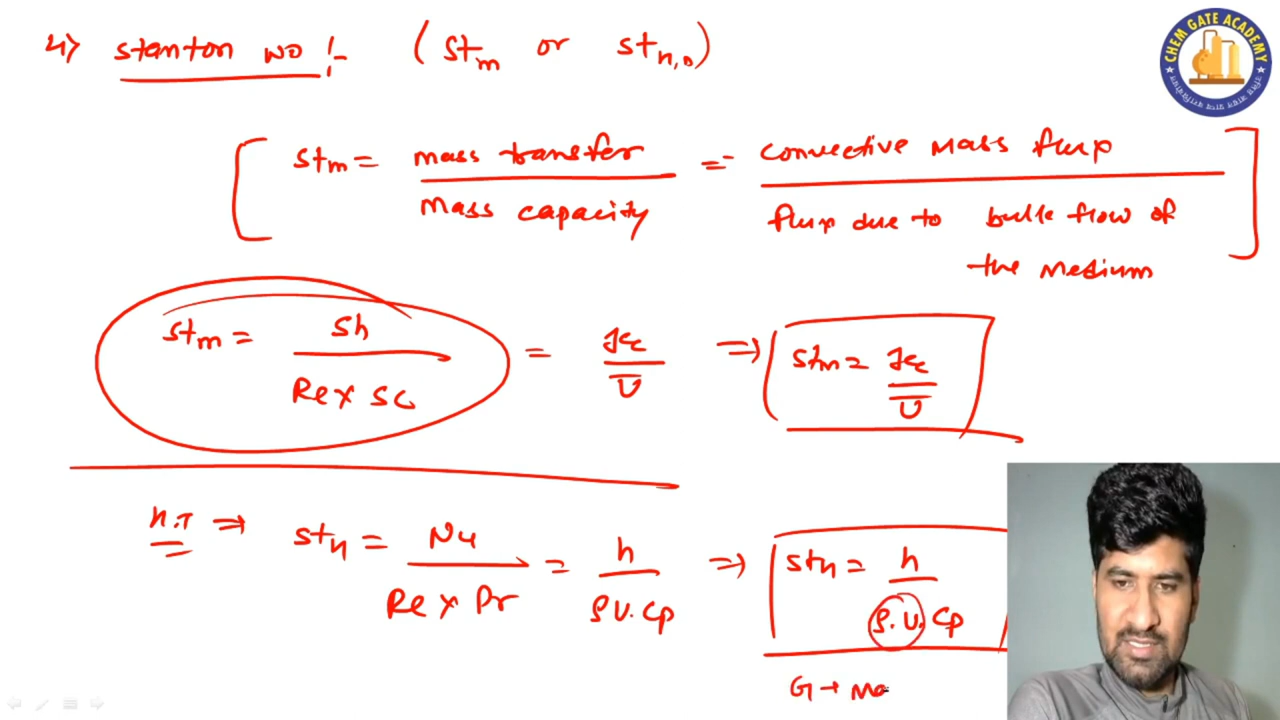 4) Stanton no :- (Stm or Stn,o)
CHEM GATE ACADEMY
Stm = mass transfer / Mass capacity = convective mass flux / flux due to bulk flow of the medium
Stm = Sh / Re x Sc = Kc / U ⇒ Stm = Kc / U
H.T ⇒ StH = Nu / Re x Pr = h / ρU.Cp ⇒ StH = h / ρ.U.Cp
G → Ma